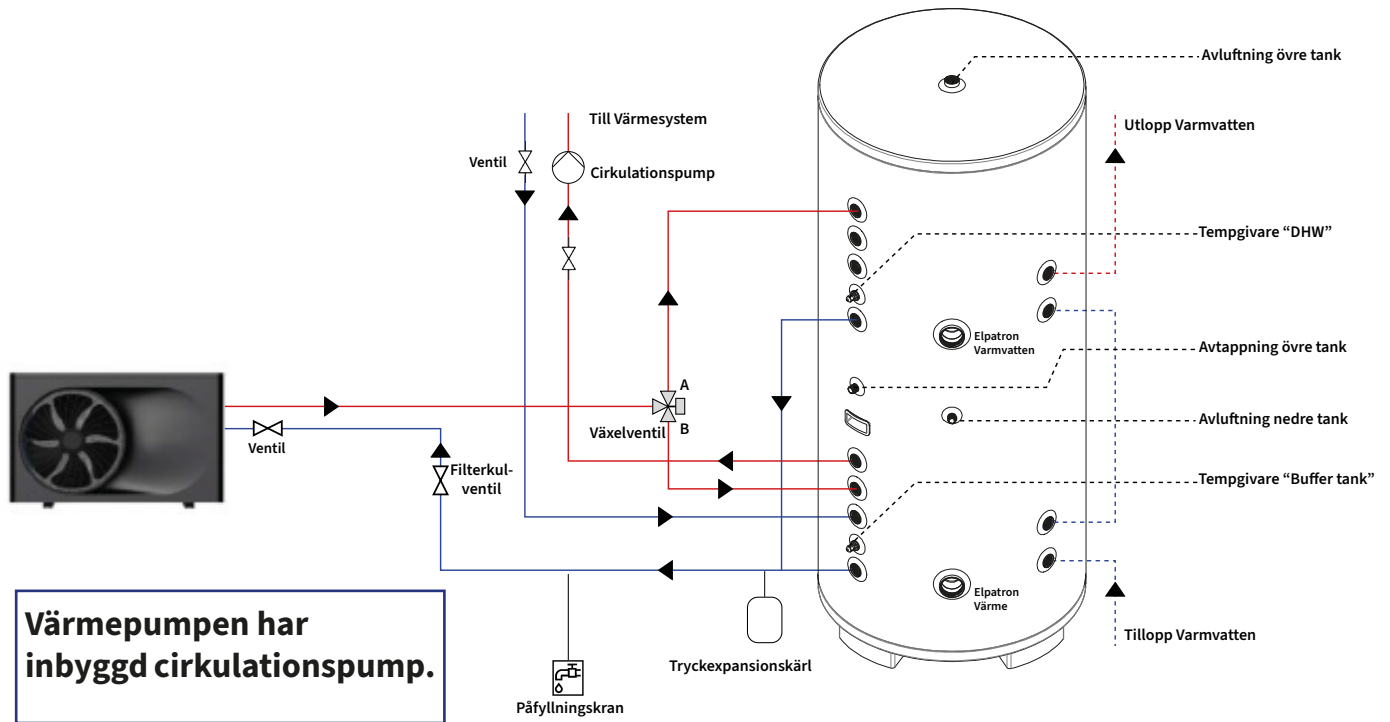 Avluftning övre tank
Till Värmesystem
Utlopp Varmvatten
Ventil
Cirkulationspump
Tempgivare “DHW”
Elpatron
Varmvatten
Avtappning övre tank
A
Växelventil
B
Avluftning nedre tank
Ventil
Filterkul-
ventil
Tempgivare “Buffer tank”
Elpatron
Värme
Värmepumpen har
inbyggd cirkulationspump.
Tillopp Varmvatten
Tryckexpansionskärl
Påfyllningskran